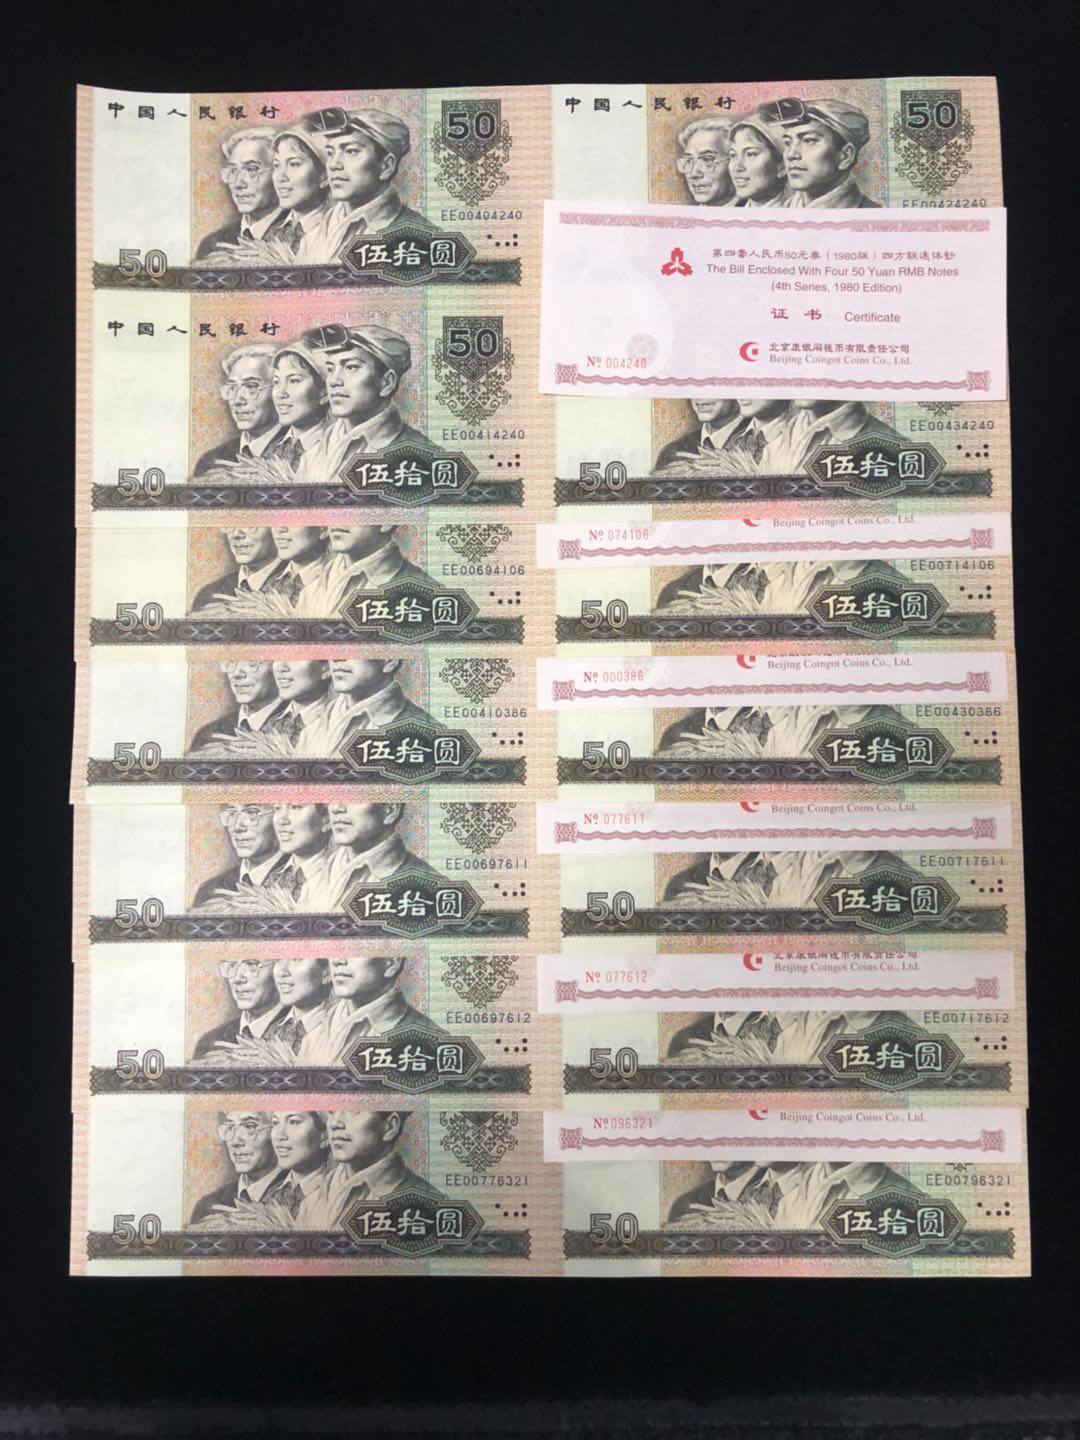 中国人民银行
50
EE00404240
50
伍拾圆
中国人民银行
50
EE00424240
第四套人民币50元券（1980版）四方联连体钞
The Bill Enclosed With Four 50 Yuan RMB Notes
(4th Series, 1980 Edition)
证书 Certificate
北京康银阁钱币有限责任公司
Beijing Coingot Coins Co., Ltd.
Nº 004240
中国人民银行
50
EE00414240
50
伍拾圆
EE00434240
50
伍拾圆
EE00694106
50
伍拾圆
Beijing Coingot Coins Co., Ltd.
Nº 074106
EE00714106
50
伍拾圆
EE00410386
50
伍拾圆
Beijing Coingot Coins Co., Ltd.
Nº 000386
EE00430386
50
伍拾圆
EE00697611
50
伍拾圆
Beijing Coingot Coins Co., Ltd.
Nº 077611
EE00717611
50
伍拾圆
EE00697612
50
伍拾圆
北京康银阁钱币有限责任公司
Beijing Coingot Coins Co., Ltd.
Nº 077612
EE00717612
50
伍拾圆
EE00776321
50
伍拾圆
Beijing Coingot Coins Co., Ltd.
Nº 096321
EE00796321
50
伍拾圆